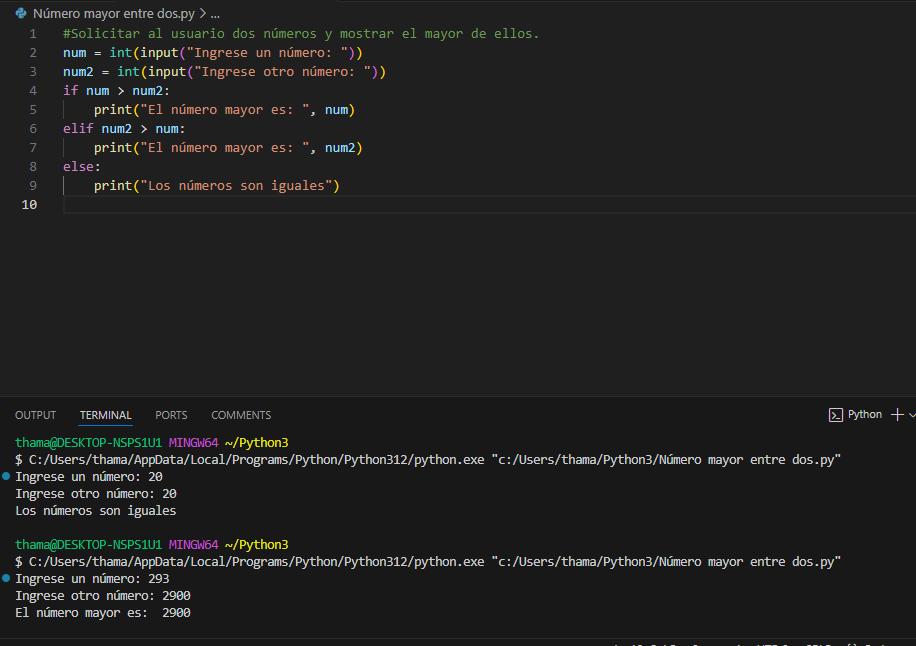 Número mayor entre dos.py > ...
1 #Solicitar al usuario dos números y mostrar el mayor de ellos.
2 num = int(input("Ingrese un número: "))
3 num2 = int(input("Ingrese otro número: "))
4 if num > num2:
5     print("El número mayor es: ", num)
6 elif num2 > num:
7     print("El número mayor es: ", num2)
8 else:
9     print("Los números son iguales")
10
OUTPUT TERMINAL PORTS COMMENTS Python
thama@DESKTOP-NSPS1U1 MINGW64 ~/Python3
$ C:/Users/thama/AppData/Local/Programs/Python/Python312/python.exe "c:/Users/thama/Python3/Número mayor entre dos.py"
Ingrese un número: 20
Ingrese otro número: 20
Los números son iguales
thama@DESKTOP-NSPS1U1 MINGW64 ~/Python3
$ C:/Users/thama/AppData/Local/Programs/Python/Python312/python.exe "c:/Users/thama/Python3/Número mayor entre dos.py"
Ingrese un número: 293
Ingrese otro número: 2900
El número mayor es:  2900